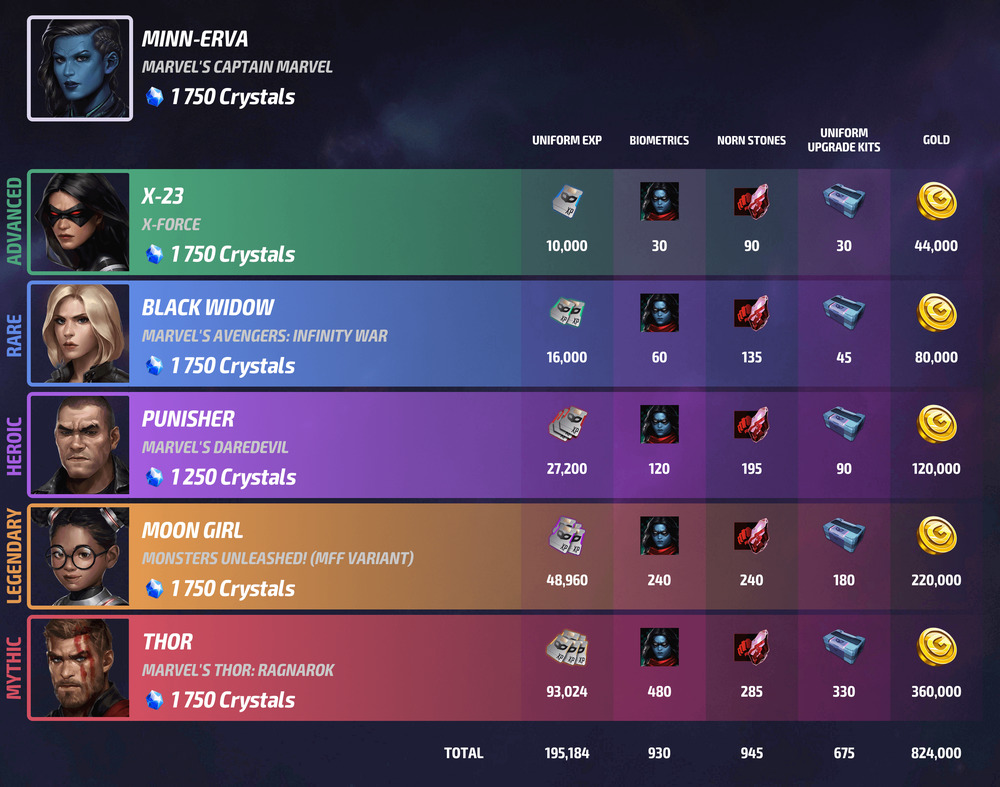 MINN-ERVA
MARVEL'S CAPTAIN MARVEL
1 750 Crystals
UNIFORM EXP
BIOMETRICS
NORN STONES
UNIFORM
UPGRADE KITS
GOLD
ADVANCED
X-23
X-FORCE
1 750 Crystals
10,000
30
90
30
44,000
RARE
BLACK WIDOW
MARVEL'S AVENGERS: INFINITY WAR
1 750 Crystals
16,000
60
135
45
80,000
HEROIC
PUNISHER
MARVEL'S DAREDEVIL
1 250 Crystals
27,200
120
195
90
120,000
LEGENDARY
MOON GIRL
MONSTERS UNLEASHED! (MFF VARIANT)
1 750 Crystals
48,960
240
240
180
220,000
MYTHIC
THOR
MARVEL'S THOR: RAGNAROK
1 750 Crystals
93,024
480
285
330
360,000
TOTAL
195,184
930
945
675
824,000